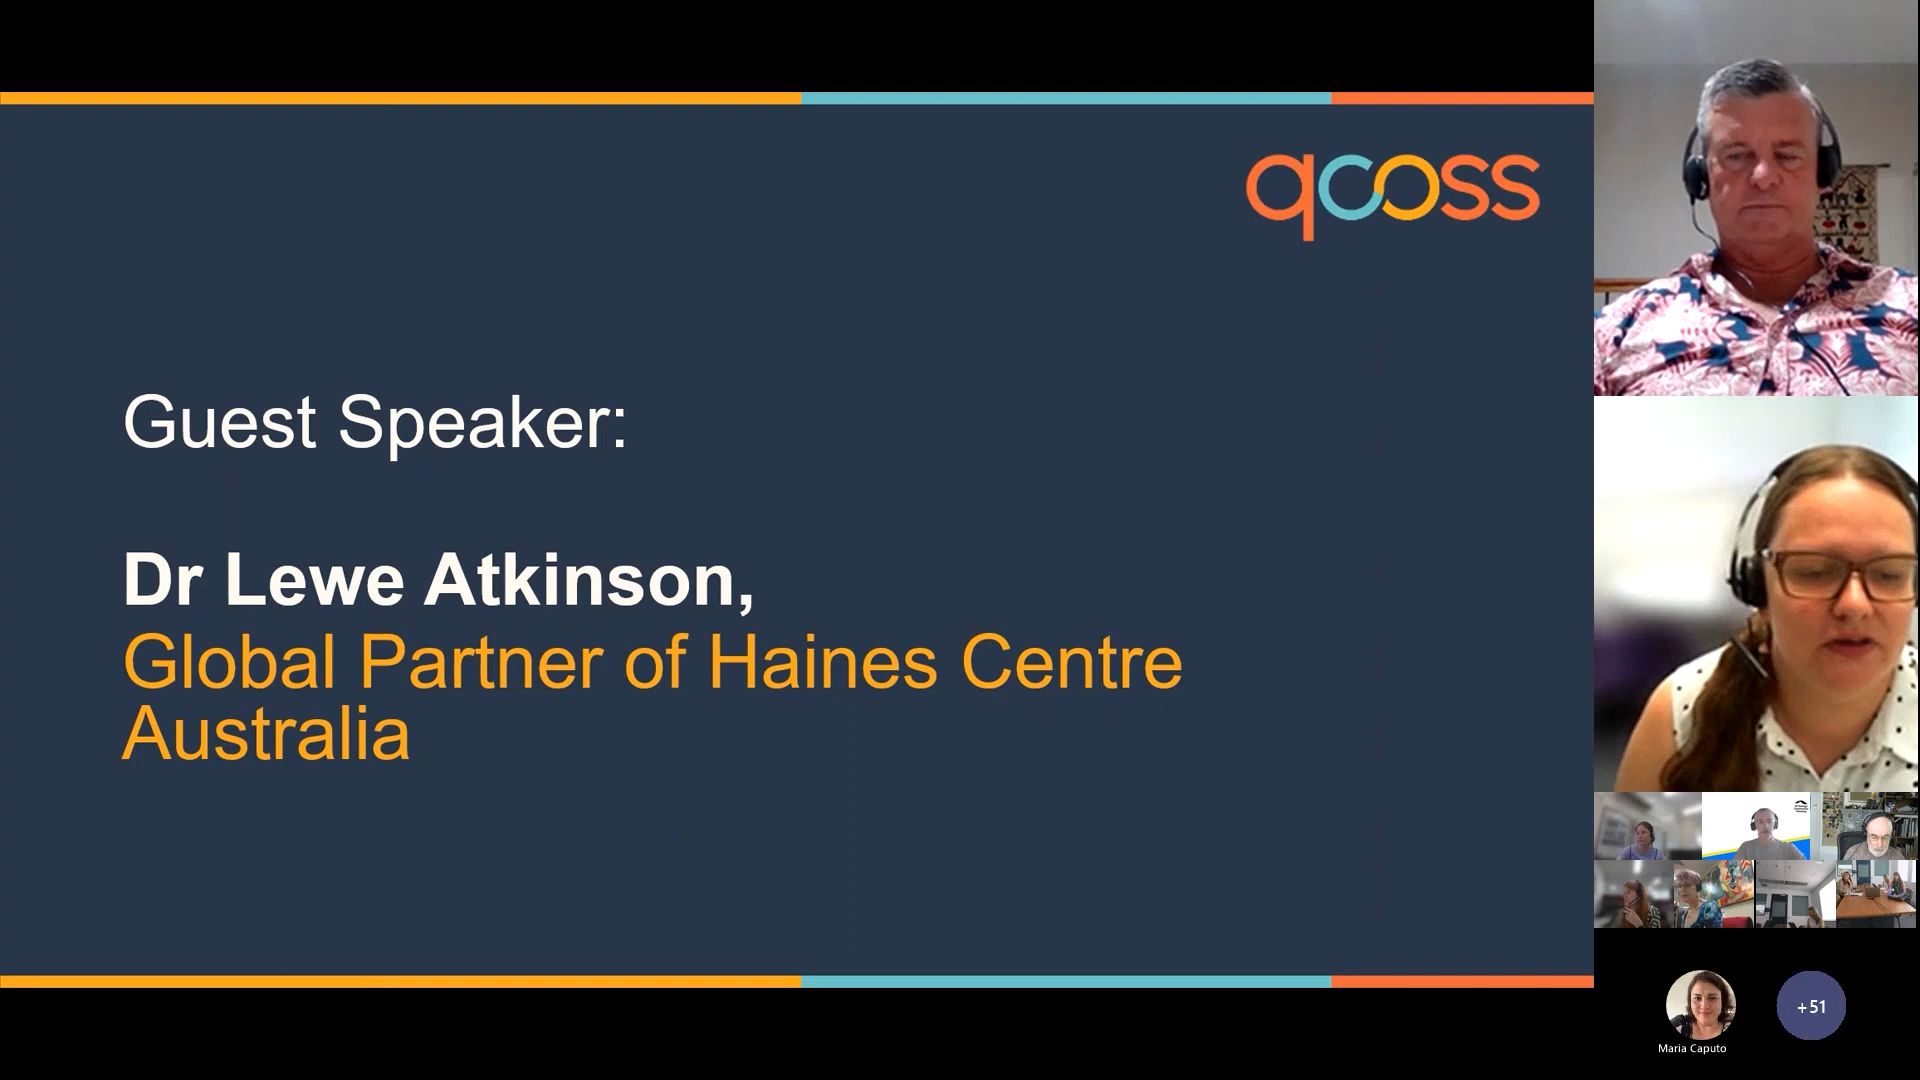 qcoss
Guest Speaker:
Dr Lewe Atkinson,
Global Partner of Haines Centre
Australia
Maria Caputo
+51